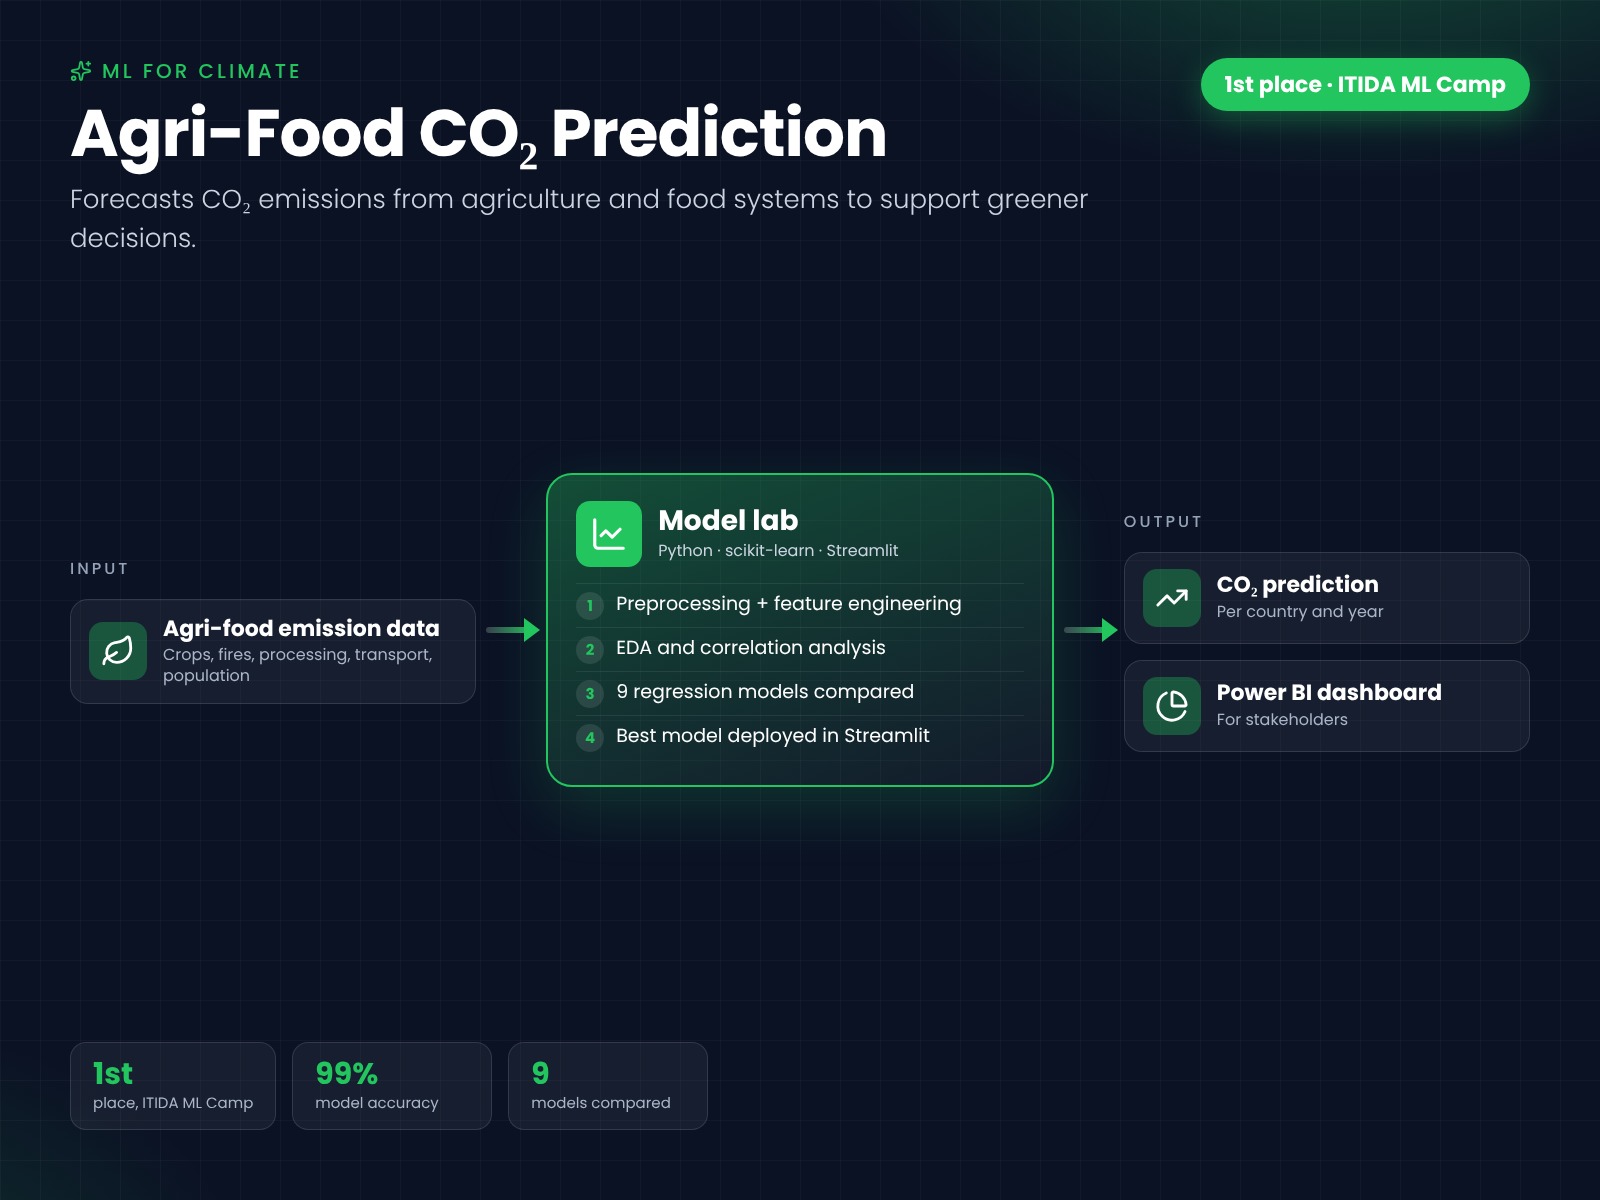 ML FOR CLIMATE
1st place · ITIDA ML Camp
Agri-Food CO₂ Prediction
Forecasts CO₂ emissions from agriculture and food systems to support greener
decisions.
INPUT
Agri-food emission data
Crops, fires, processing, transport,
population
Model lab
Python · scikit-learn · Streamlit
1 Preprocessing + feature engineering
2 EDA and correlation analysis
3 9 regression models compared
4 Best model deployed in Streamlit
OUTPUT
CO₂ prediction
Per country and year
Power BI dashboard
For stakeholders
1st
place, ITIDA ML Camp
99%
model accuracy
9
models compared